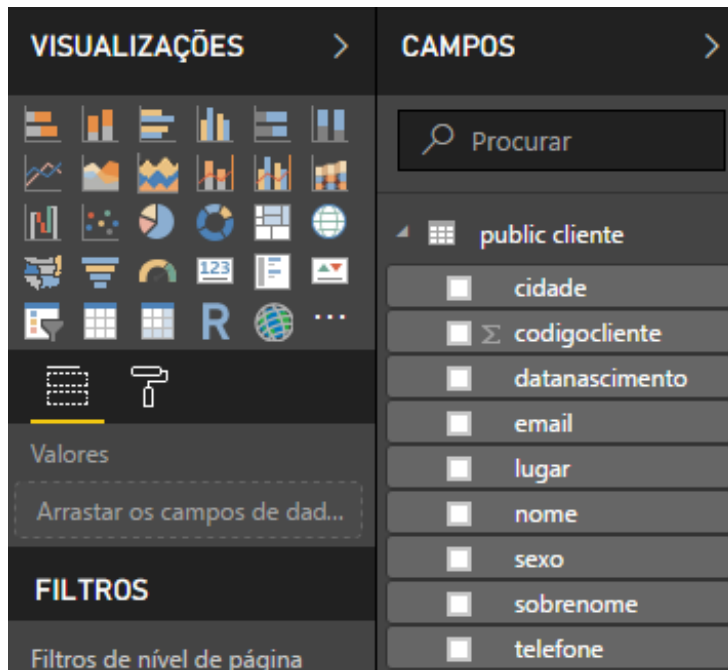 VISUALIZAÇÕES
123
R
Valores
Arrastar os campos de dad...
FILTROS
Filtros de nível de página
CAMPOS
Procurar
public cliente
cidade
Σ codigocliente
datanascimento
email
lugar
nome
sexo
sobrenome
telefone